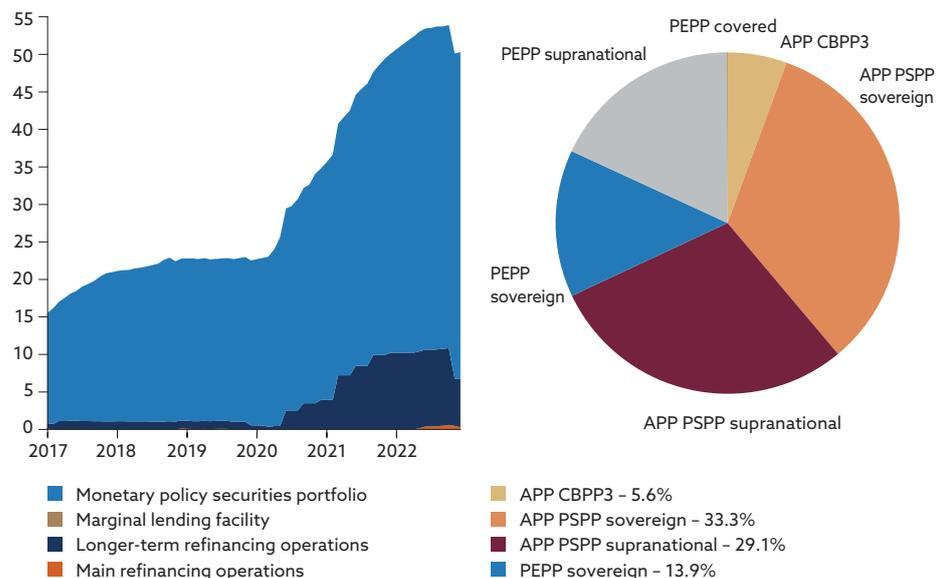 55
50
45
40
35
30
25
20
15
10
5
0
2017 2018 2019 2020 2021 2022
PEPP covered
APP CBPP3
PEPP supranational
APP PSPP
sovereign
PEPP
sovereign
APP PSPP supranational
Monetary policy securities portfolio
Marginal lending facility
Longer-term refinancing operations
Main refinancing operations
APP CBPP3 – 5.6%
APP PSPP sovereign – 33.3%
APP PSPP supranational – 29.1%
PEPP sovereign – 13.9%